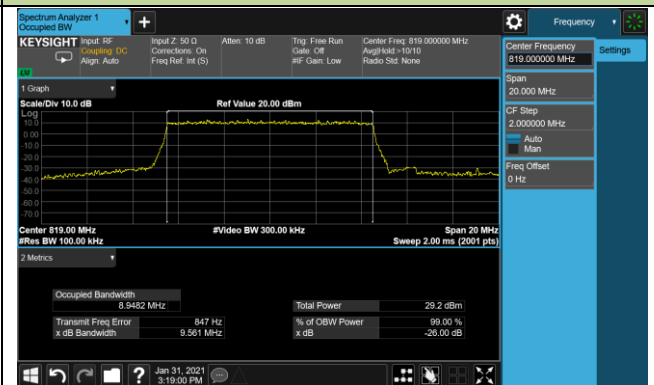 Spectrum Analyzer 1
Occupied BW
Frequency
KEYSIGHT
Input: RF
Coupling: DC
Align: Auto
Input Z: 50 Ω
Corrections: On
Freq Ref: Int (S)
Atten: 10 dB
Trig: Free Run
Gate: Off
#IF Gain: Low
Center Freq: 819.000000 MHz
Avg|Hold:>10/10
Radio Std: None
Center Frequency
819.000000 MHz
Settings
Span
20.000 MHz
CF Step
2.000000 MHz
Auto
Man
Freq Offset
0 Hz
1 Graph
Scale/Div 10.0 dB
Ref Value 20.00 dBm
Log
10.0
0.00
-10.0
-20.0
-30.0
-40.0
-50.0
-60.0
-70.0
Center 819.00 MHz
#Video BW 300.00 kHz
Span 20 MHz
#Res BW 100.00 kHz
Sweep 2.00 ms (2001 pts)
2 Metrics
Occupied Bandwidth
8.9482 MHz
Total Power
29.2 dBm
Transmit Freq Error
847 Hz
% of OBW Power
99.00 %
x dB Bandwidth
9.561 MHz
x dB
-26.00 dB
Jan 31, 2021
3:19:00 PM